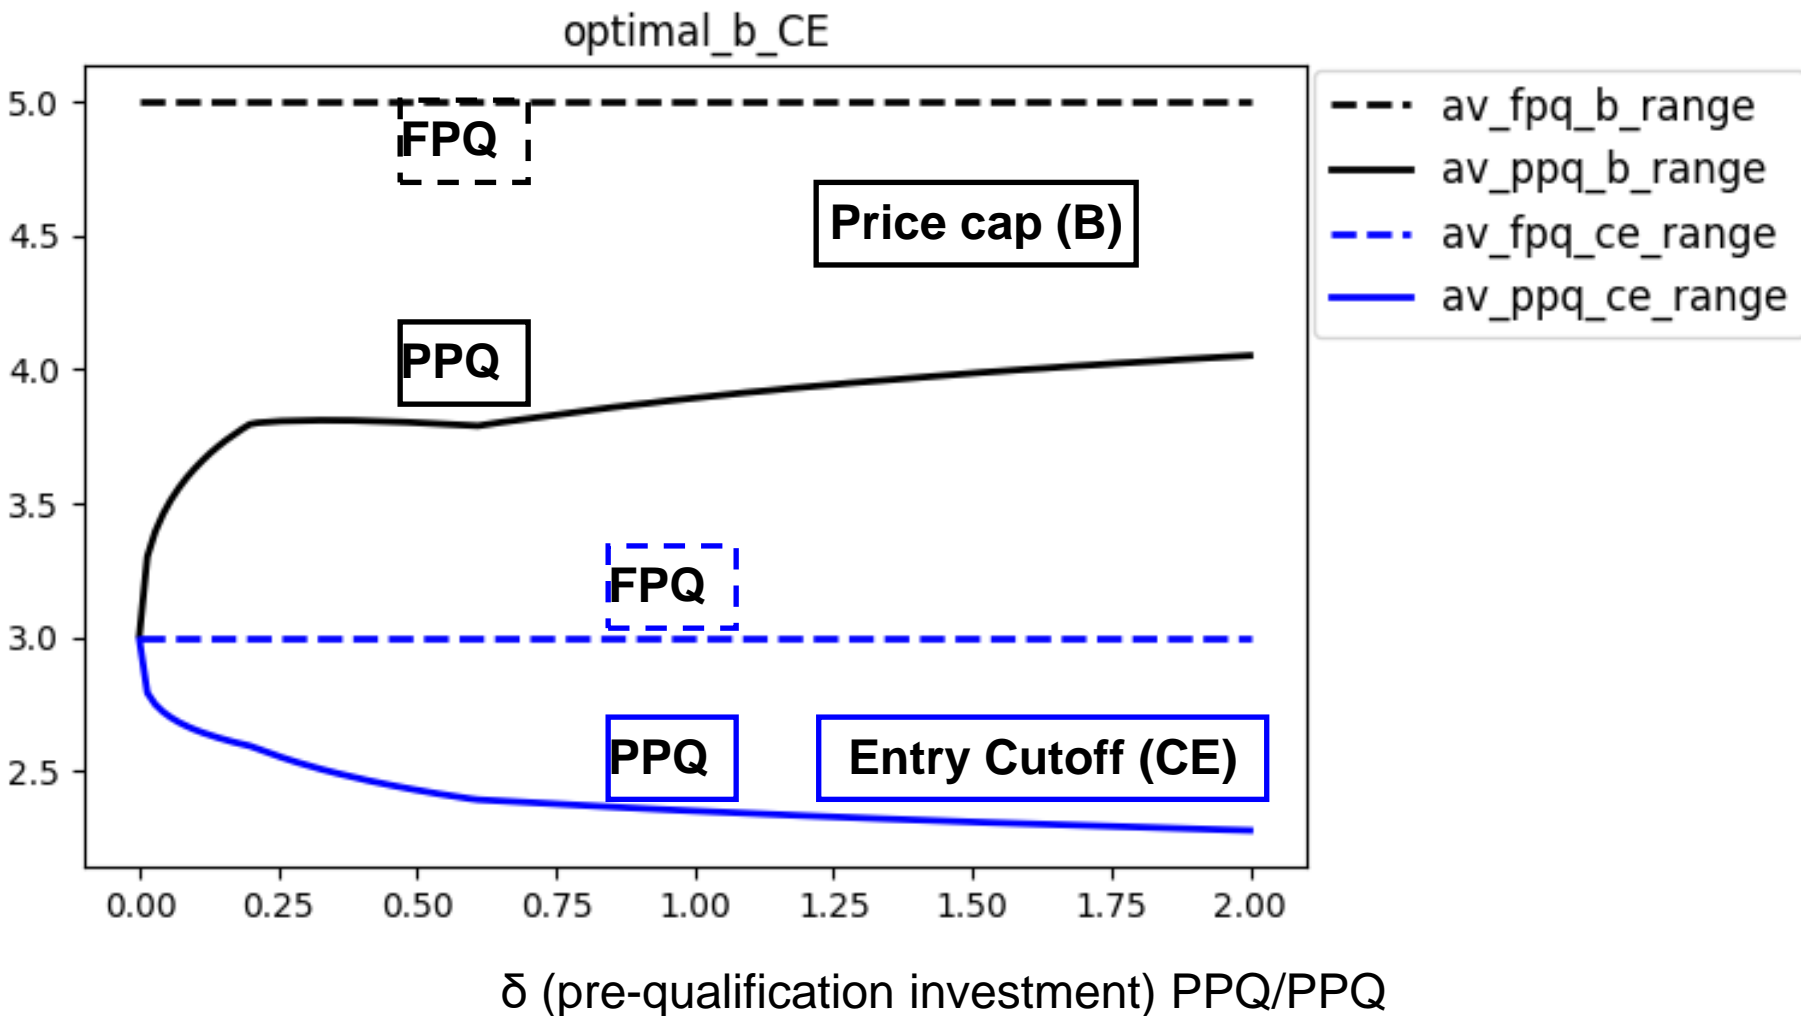 optimal_b_CE
5.0
4.5
4.0
3.5
3.0
2.5
FPQ
Price cap (B)
PPQ
FPQ
PPQ
Entry Cutoff (CE)
av_fpq_b_range
av_ppq_b_range
av_fpq_ce_range
av_ppq_ce_range
0.00 0.25 0.50 0.75 1.00 1.25 1.50 1.75 2.00
δ (pre-qualification investment) PPQ/PPQ